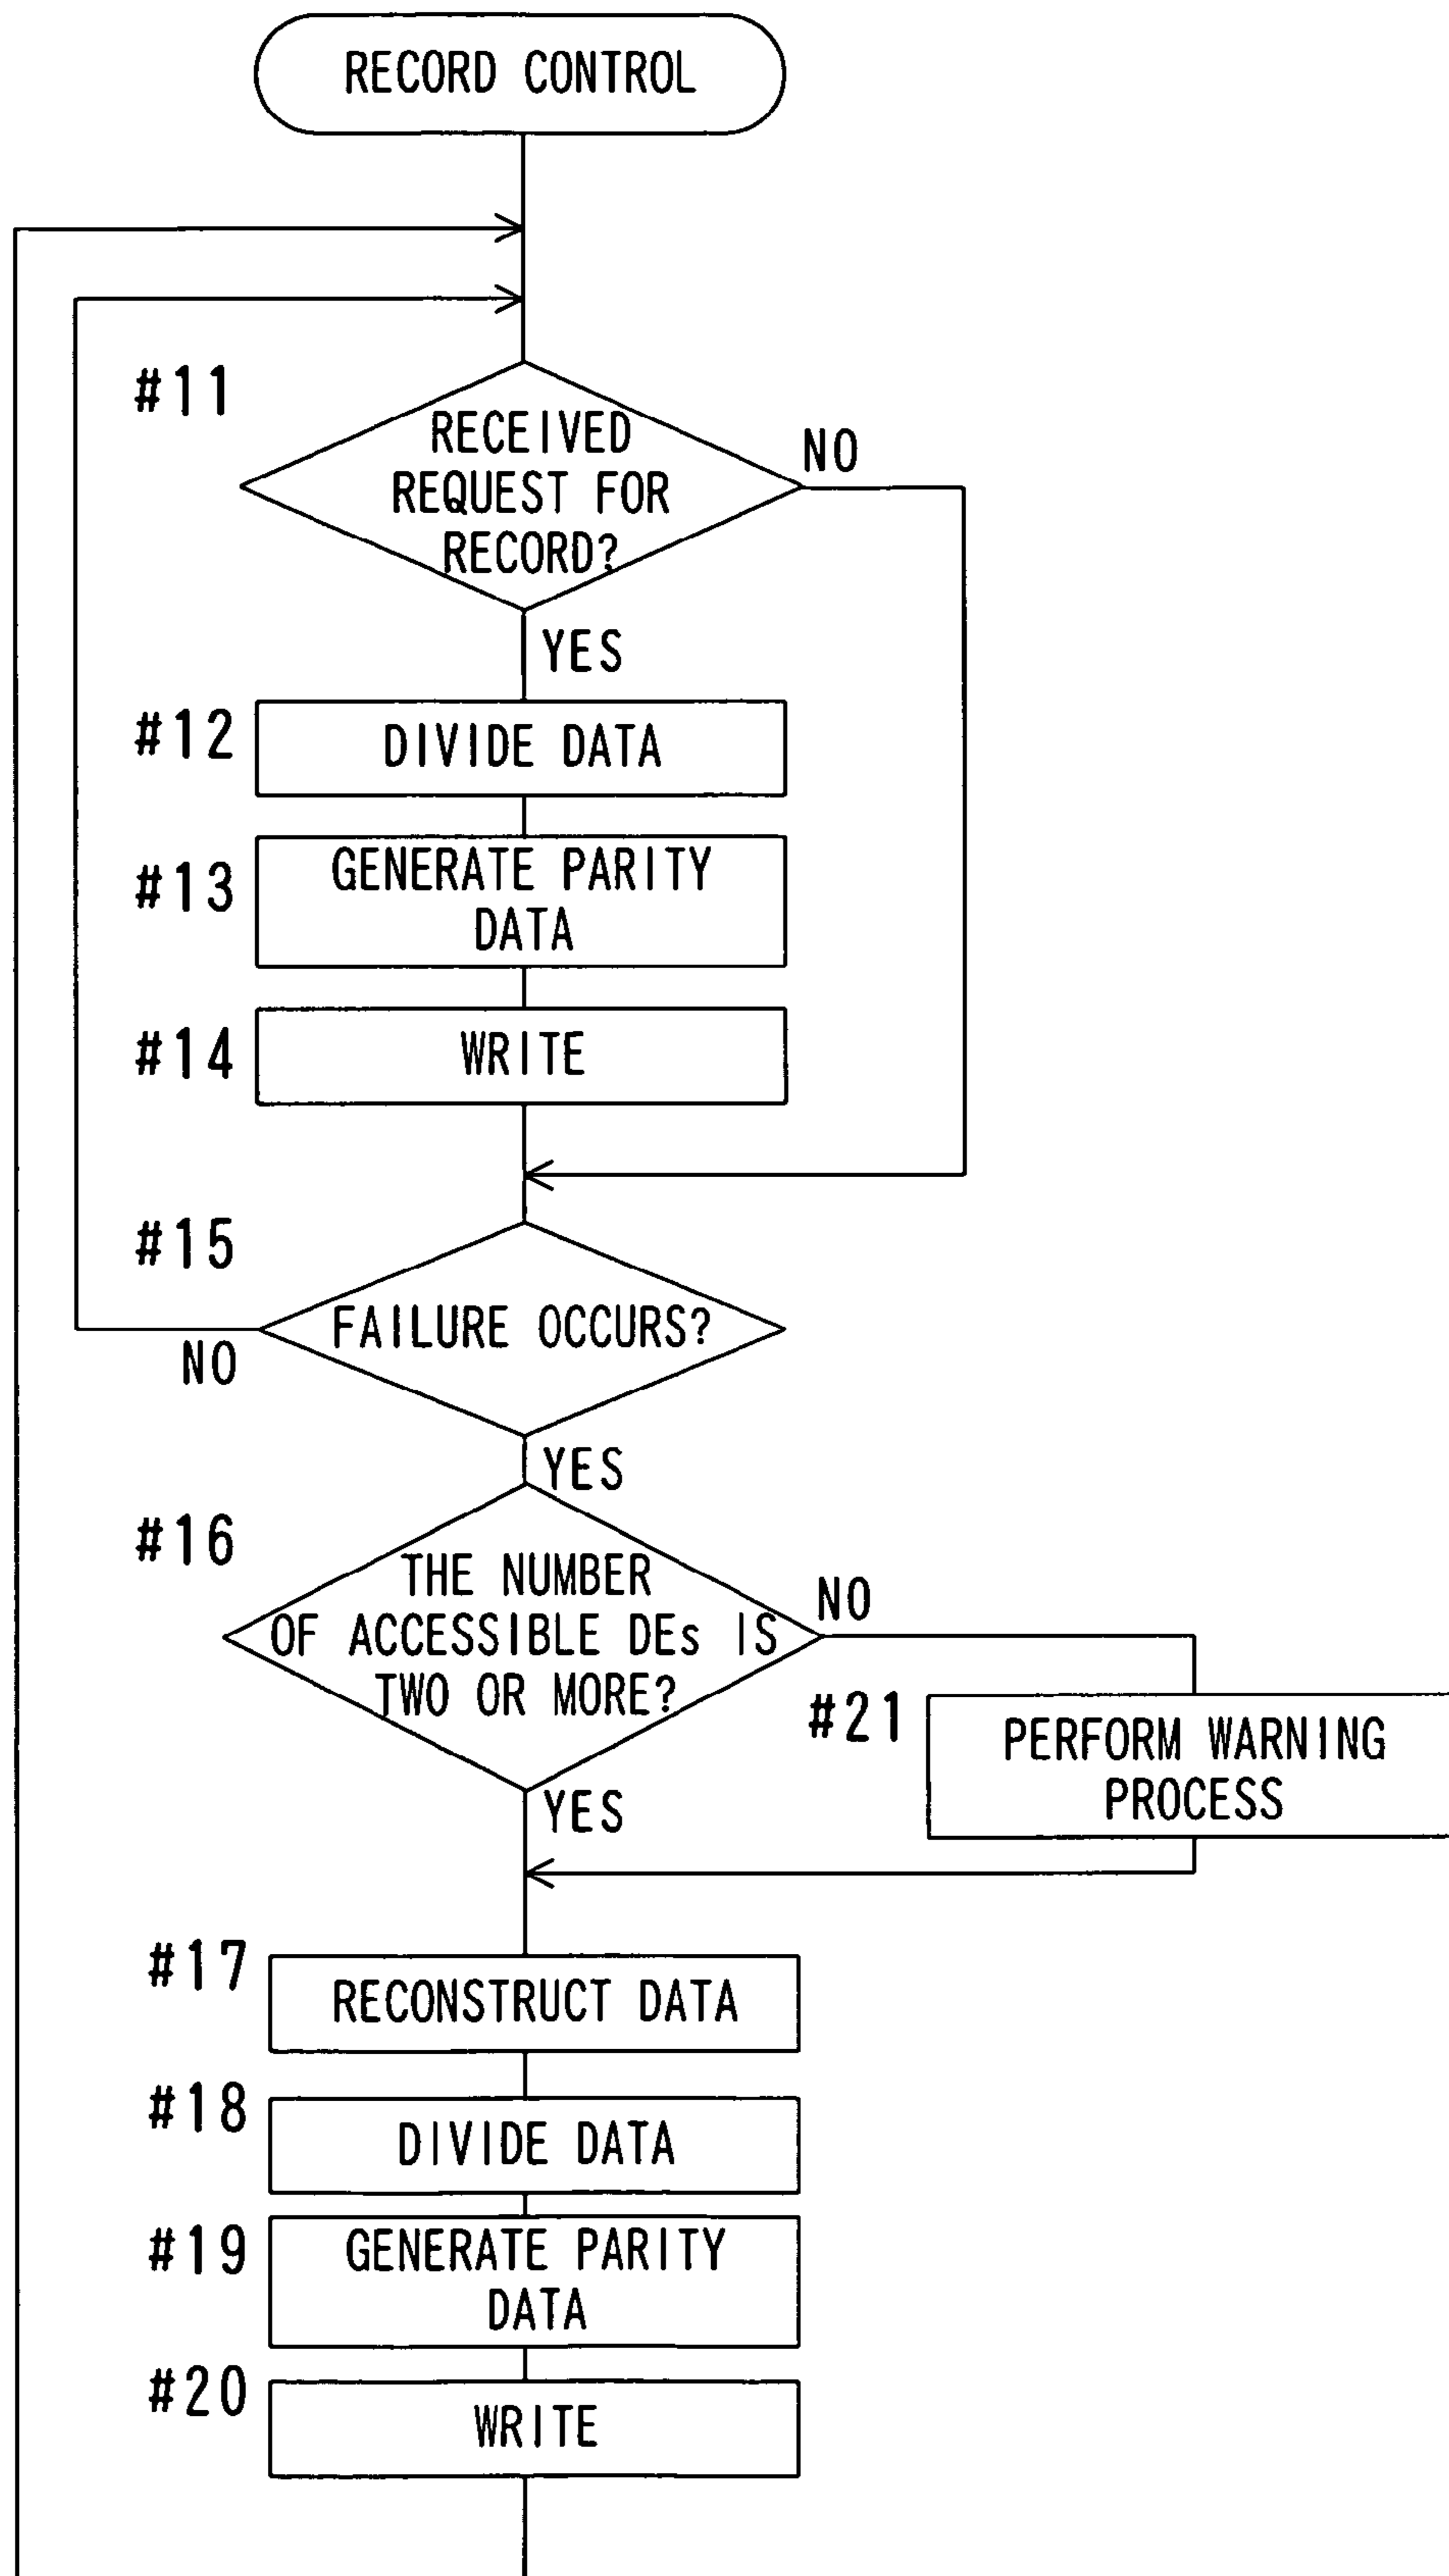 RECORD CONTROL
#11
RECEIVED
REQUEST FOR
RECORD?
NO
YES
#12
DIVIDE DATA
#13
GENERATE PARITY
DATA
#14
WRITE
#15
FAILURE OCCURS?
NO
YES
#16
THE NUMBER
OF ACCESSIBLE DEs IS
TWO OR MORE?
NO
#21
PERFORM WARNING
PROCESS
YES
#17
RECONSTRUCT DATA
#18
DIVIDE DATA
#19
GENERATE PARITY
DATA
#20
WRITE